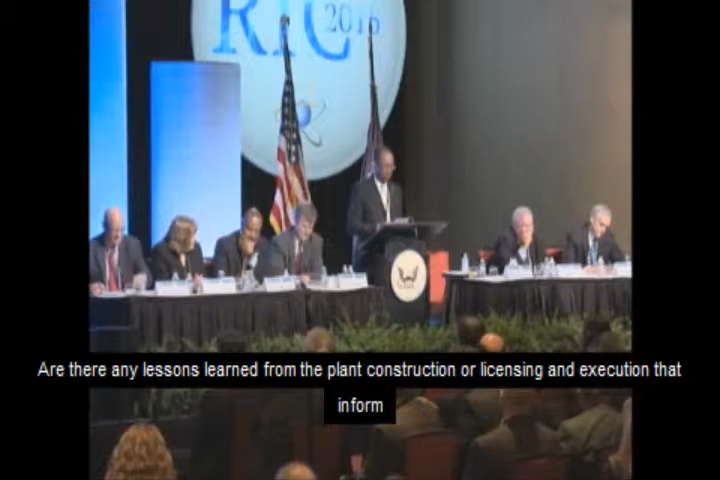 RIC
2016
Are there any lessons learned from the plant construction or licensing and execution that
inform